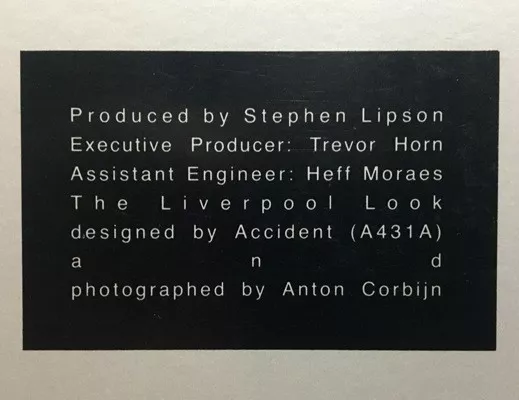 Produced by Stephen Lipson
Executive Producer: Trevor Horn
Assistant Engineer: Heff Moraes
The Liverpool Look
designed by Accident (A431A)
and
photographed by Anton Corbijn